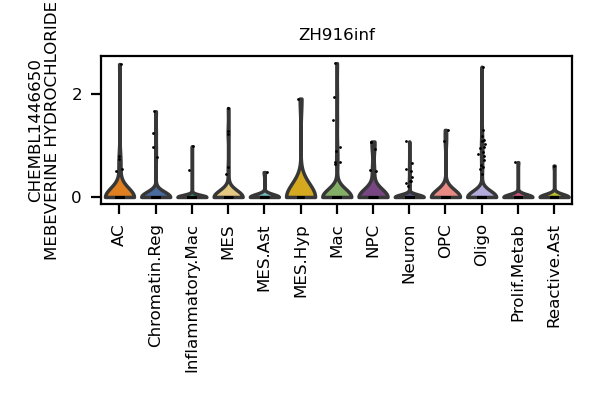 ZH916inf
CHEMBL1446650
MEBEVERINE HYDROCHLORIDE
2
0
AC
Chromatin.Reg
Inflammatory.Mac
MES
MES.Ast
MES.Hyp
Mac
NPC
Neuron
OPC
Oligo
Prolif.Metab
Reactive.Ast